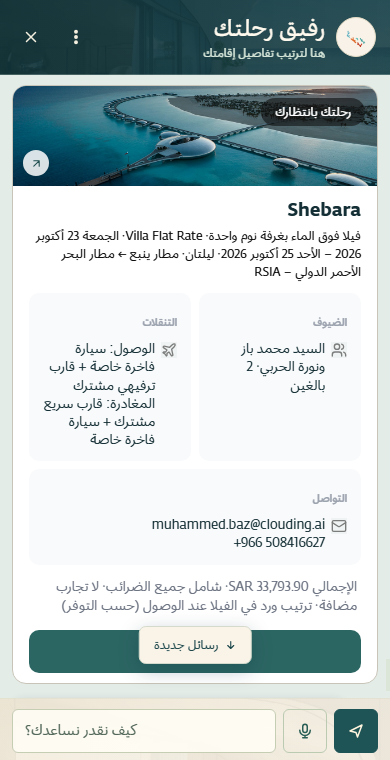 رفيق رحلتك
هنا لترتيب تفاصيل إقامتك
رحلتك بانتظارك
Shebara
فيلا فوق الماء بغرفة نوم واحدة· Villa Flat Rate· الجمعة 23 أكتوبر
2026 – الأحد 25 أكتوبر 2026· ليلتان· مطار ينبع ← مطار البحر
الأحمر الدولي – RSIA
الضيوف
السيد محمد باز
ونورة الحربي· 2
بالغين
التنقلات
الوصول: سيارة
فاخرة خاصة + قارب
ترفيهي مشترك
المغادرة: قارب سريع
مشترك + سيارة
فاخرة خاصة
التواصل
muhammed.baz@clouding.ai
+966 508416627
الإجمالي SAR 33,793.90· شامل جميع الضرائب· لا تجارب
مضافة· ترتيب ورد في الفيلا عند الوصول (حسب التوفر)
رسائل جديدة
كيف نقدر نساعدك؟